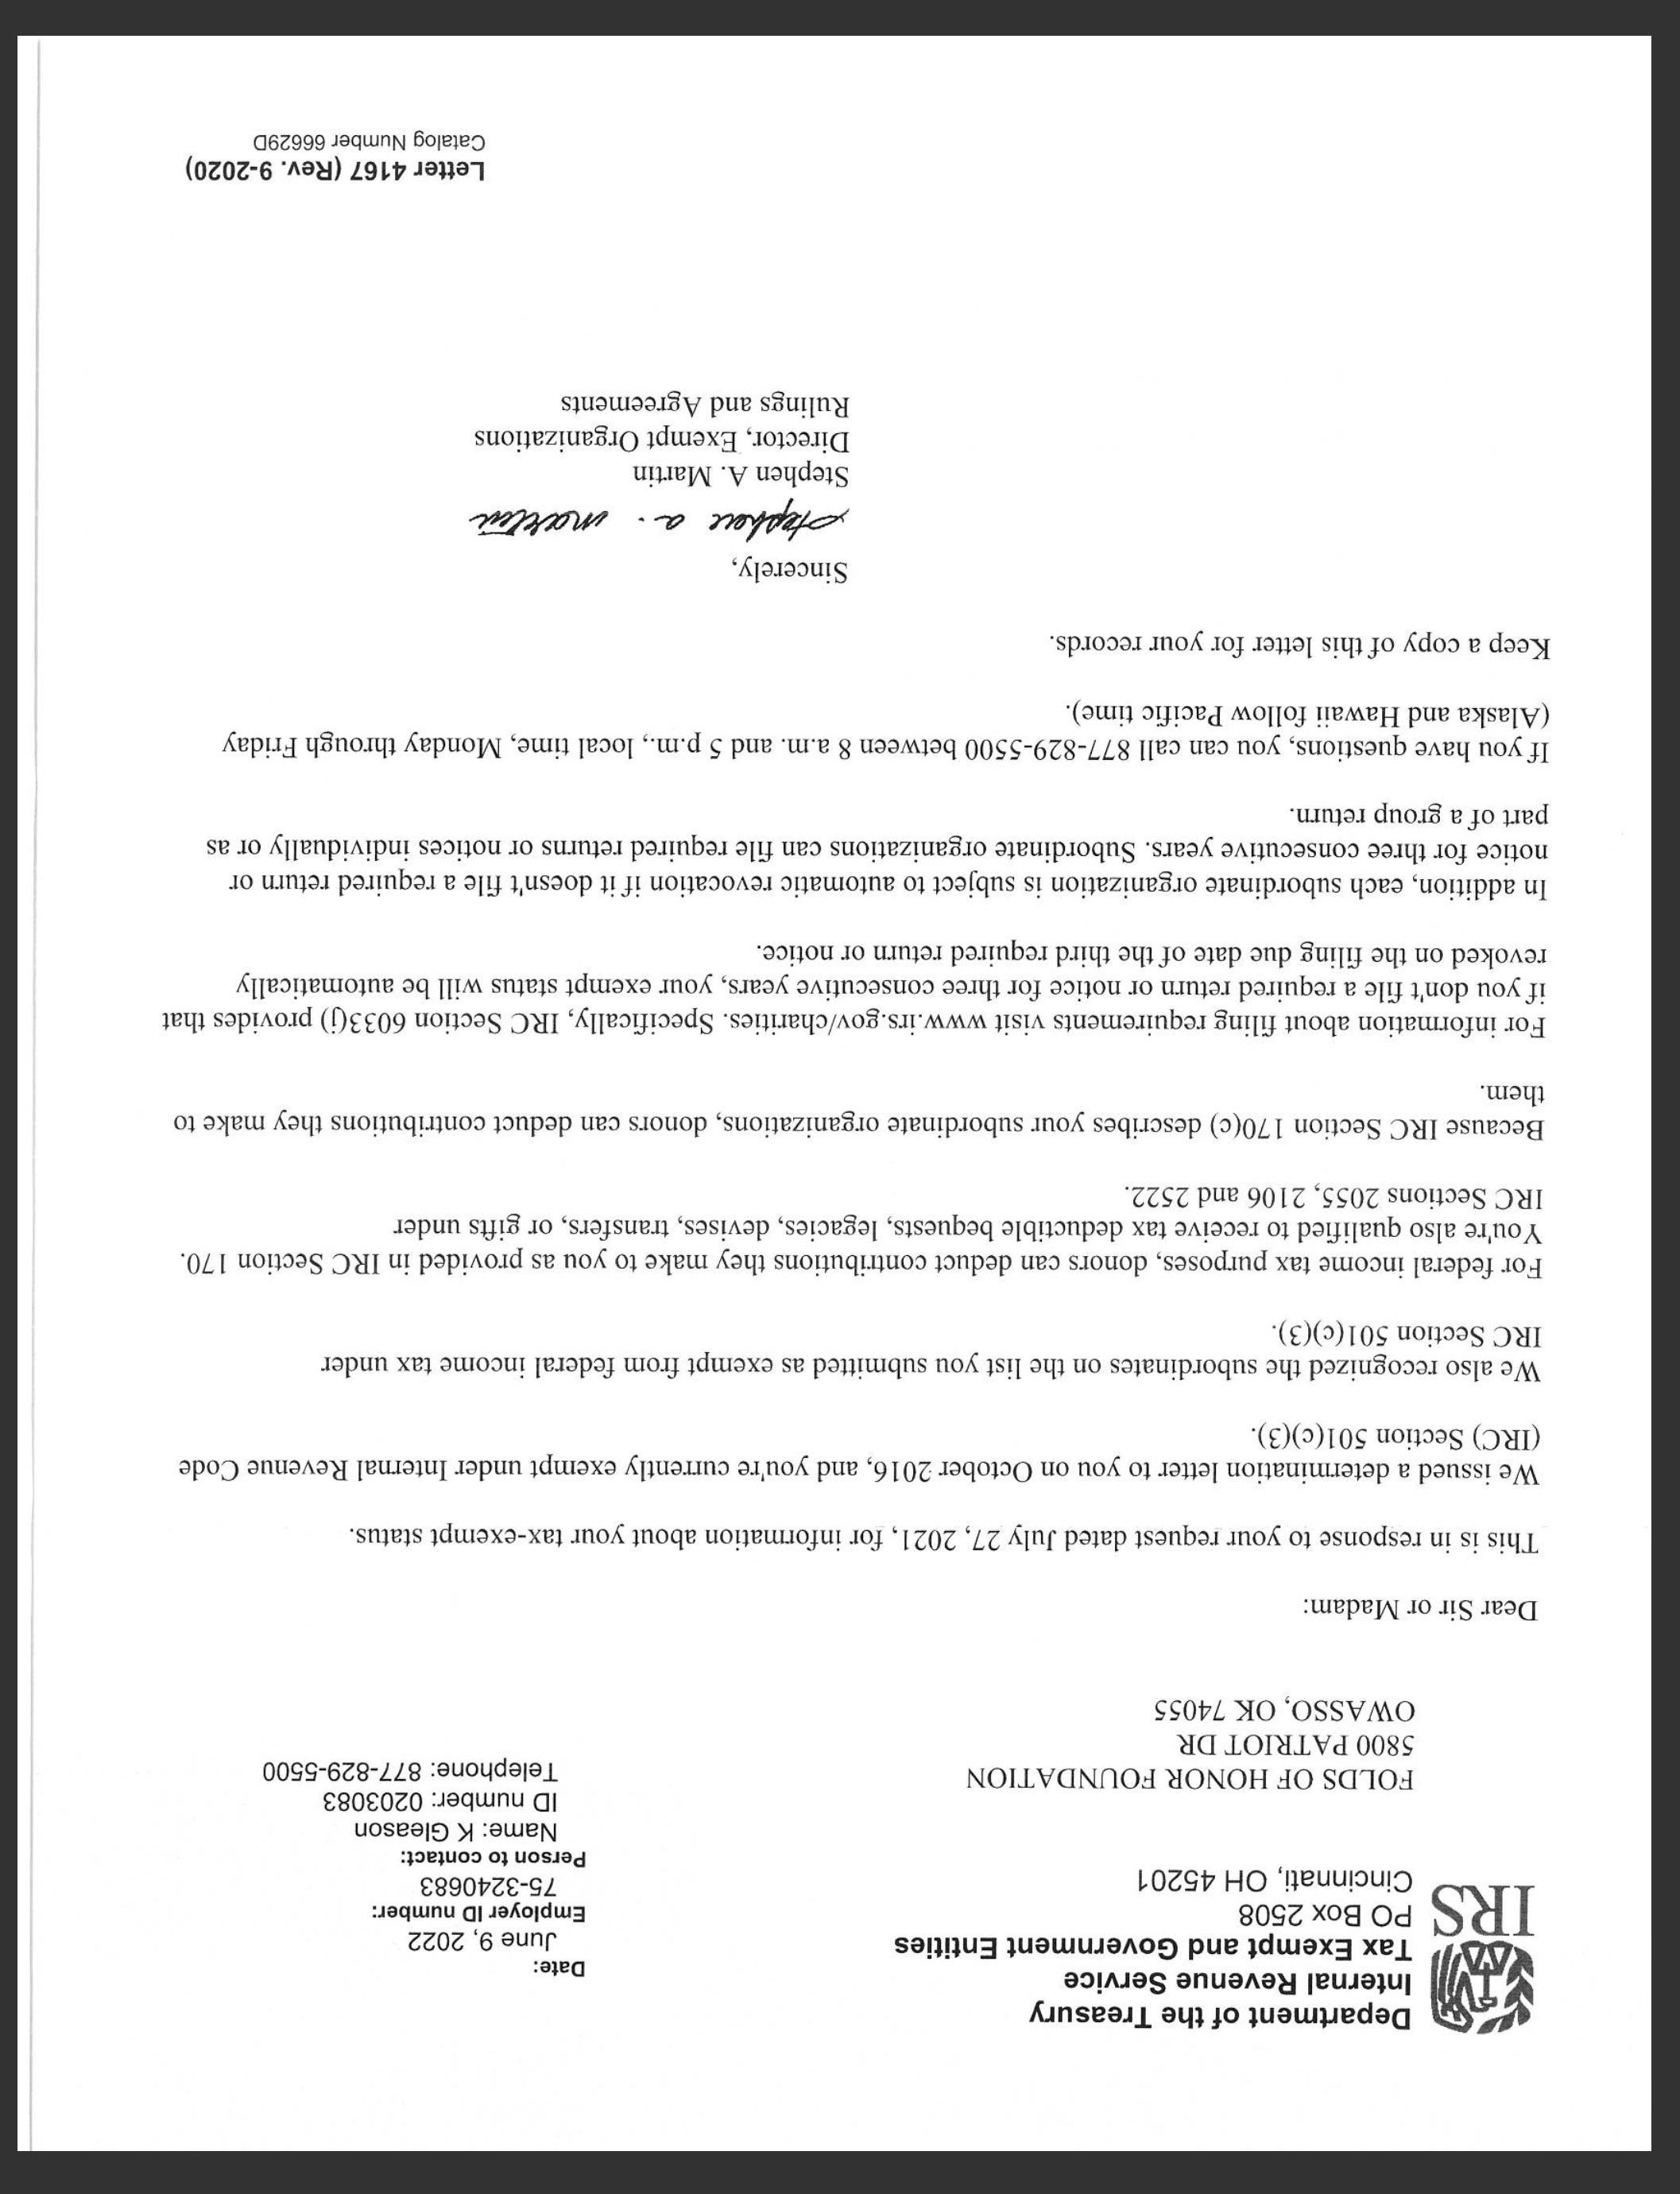 IRS
Department of the Treasury
Internal Revenue Service
Tax Exempt and Government Entities
PO Box 2508
Cincinnati, OH 45201
Date:
June 9, 2022
Employer ID number:
75-3240683
Person to contact:
Name: K Gleason
ID number: 0203083
Telephone: 877-829-5500
FOLDS OF HONOR FOUNDATION
5800 PATRIOT DR
OWASSO, OK 74055
Dear Sir or Madam:
This is in response to your request dated July 27, 2021, for information about your tax-exempt status.
We issued a determination letter to you on October 2016, and you're currently exempt under Internal Revenue Code
(IRC) Section 501(c)(3).
We also recognized the subordinates on the list you submitted as exempt from federal income tax under
IRC Section 501(c)(3).
For federal income tax purposes, donors can deduct contributions they make to you as provided in IRC Section 170.
You're also qualified to receive tax deductible bequests, legacies, devises, transfers, or gifts under
IRC Sections 2055, 2106 and 2522.
Because IRC Section 170(c) describes your subordinate organizations, donors can deduct contributions they make to
them.
For information about filing requirements visit www.irs.gov/charities. Specifically, IRC Section 6033(j) provides that
if you don't file a required return or notice for three consecutive years, your exempt status will be automatically
revoked on the filing due date of the third required return or notice.
In addition, each subordinate organization is subject to automatic revocation if it doesn't file a required return or
notice for three consecutive years. Subordinate organizations can file required returns or notices individually or as
part of a group return.
If you have questions, you can call 877-829-5500 between 8 a.m. and 5 p.m., local time, Monday through Friday
(Alaska and Hawaii follow Pacific time).
Keep a copy of this letter for your records.
Sincerely,
stephen a. martin
Stephen A. Martin
Director, Exempt Organizations
Rulings and Agreements
Letter 4167 (Rev. 9-2020)
Catalog Number 66629D